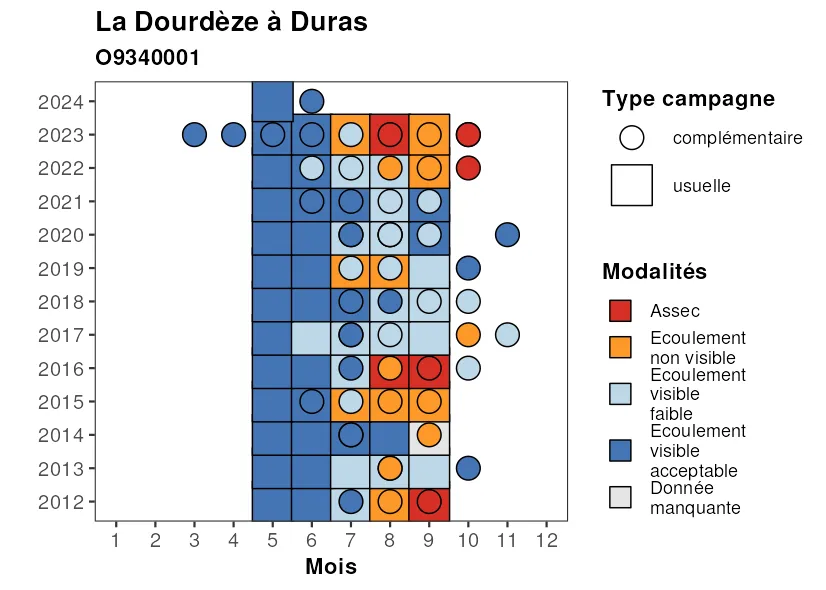 La Dourdèze à Duras
O9340001
2024
2023
2022
2021
2020
2019
2018
2017
2016
2015
2014
2013
2012
1 2 3 4 5 6 7 8 9 10 11 12
Mois
Type campagne
complémentaire
usuelle
Modalités
Assec
Ecoulement
non visible
Ecoulement
visible
faible
Ecoulement
visible
acceptable
Donnée
manquante